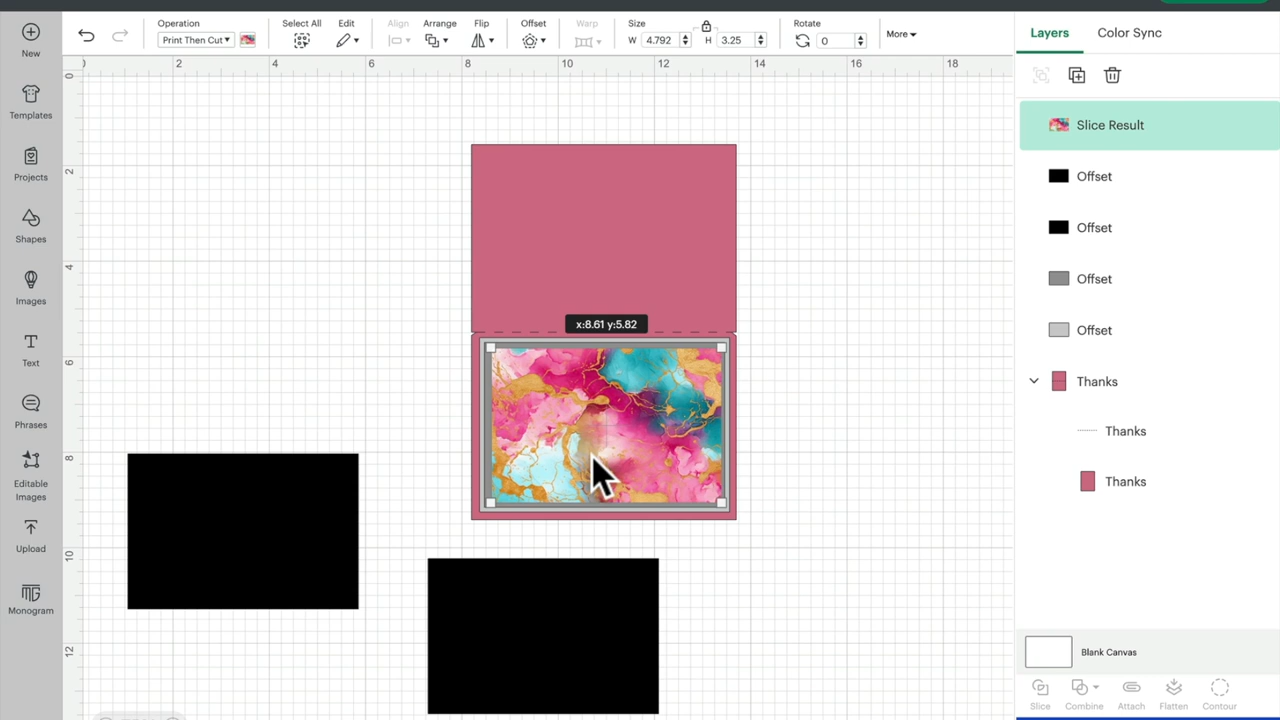 Operation
Print Then Cut
Select All
Edit
Align
Arrange
Flip
Offset
Warp
Size
W 4.792
H 3.25
Rotate
0
More
Layers
Color Sync
New
Templates
Projects
Shapes
Images
Text
Phrases
Editable
Images
Upload
Monogram
0 2 4 6 8 10 12 14 16 18
0
2
4
6
8
10
12
x:8.61 y:5.82
Slice Result
Offset
Offset
Offset
Offset
Thanks
Thanks
Thanks
Blank Canvas
Slice
Combine
Attach
Flatten
Contour